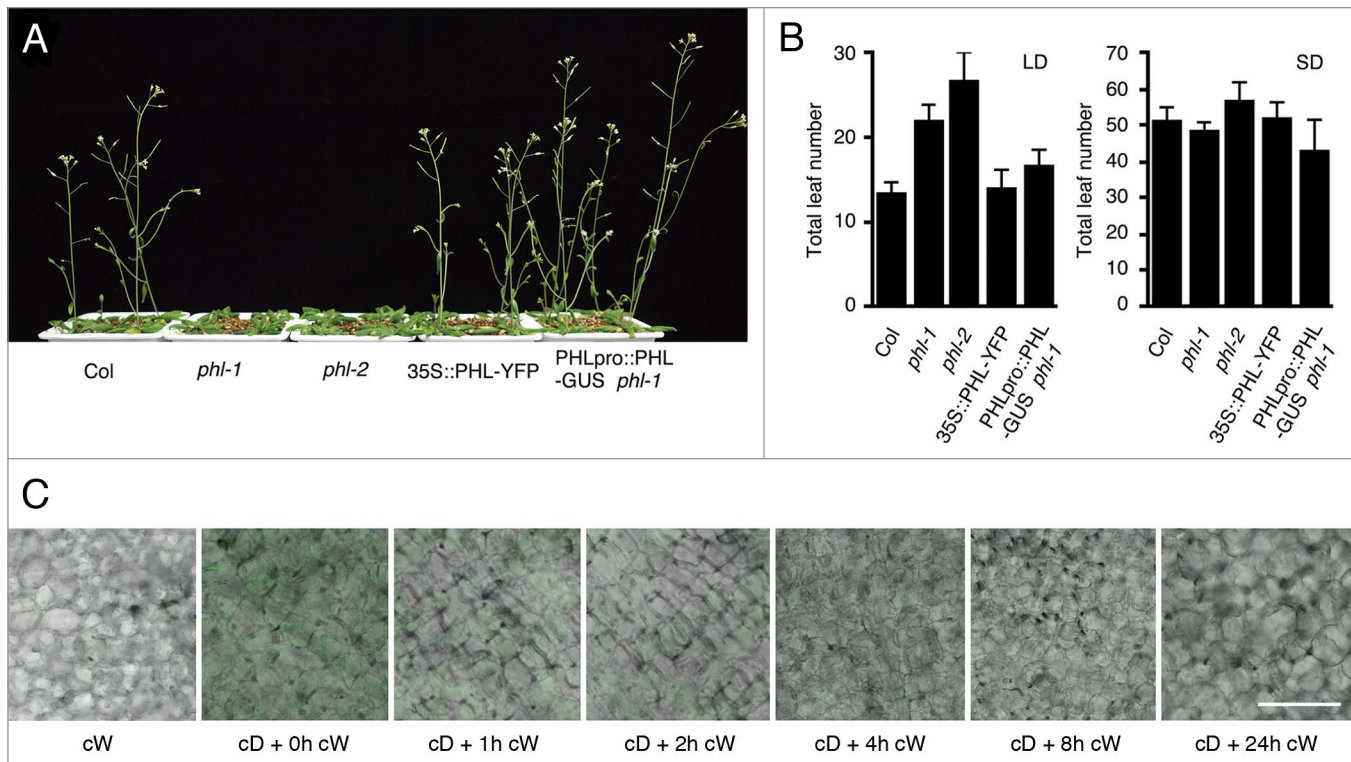 A
Col
phl-1
phl-2
35S::PHL-YFP
PHLpro::PHL
-GUS phl-1
B
Total leaf number
30
20
10
0
LD
Col
phl-1
phl-2
35S::PHL-YFP
PHLpro::PHL
-GUS phl-1
Total leaf number
70
60
50
40
30
20
10
0
SD
Col
phl-1
phl-2
35S::PHL-YFP
PHLpro::PHL
-GUS phl-1
C
cW
cD + 0h cW
cD + 1h cW
cD + 2h cW
cD + 4h cW
cD + 8h cW
cD + 24h cW